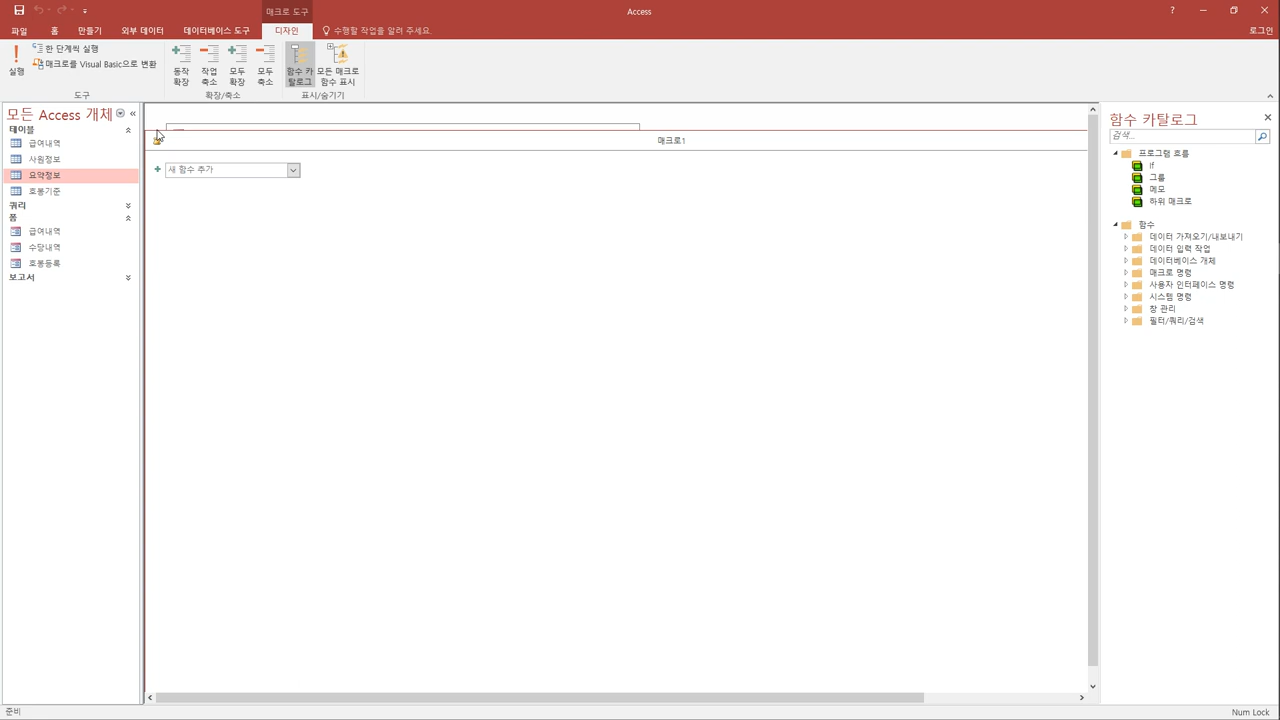 매크로 도구
Access
?
파일
홈
만들기
외부 데이터
데이터베이스 도구
디자인
수행할 작업을 알려 주세요.
로그인
실행
한 단계씩 실행
매크로를 Visual Basic으로 변환
도구
동작
확장
작업
축소
모두
확장
모두
축소
확장/축소
함수 카
탈로그
모든 매크로
함수 표시
표시/숨기기
모든 Access 개체
테이블
급여내역
사원정보
요약정보
호봉기준
쿼리
폼
급여내역
수당내역
호봉등록
보고서
매크로1
새 함수 추가
함수 카탈로그
검색...
프로그램 흐름
If
그룹
메모
하위 매크로
함수
데이터 가져오기/내보내기
데이터 입력 작업
데이터베이스 개체
매크로 명령
사용자 인터페이스 명령
시스템 명령
창 관리
필터/쿼리/검색
준비
Num Lock